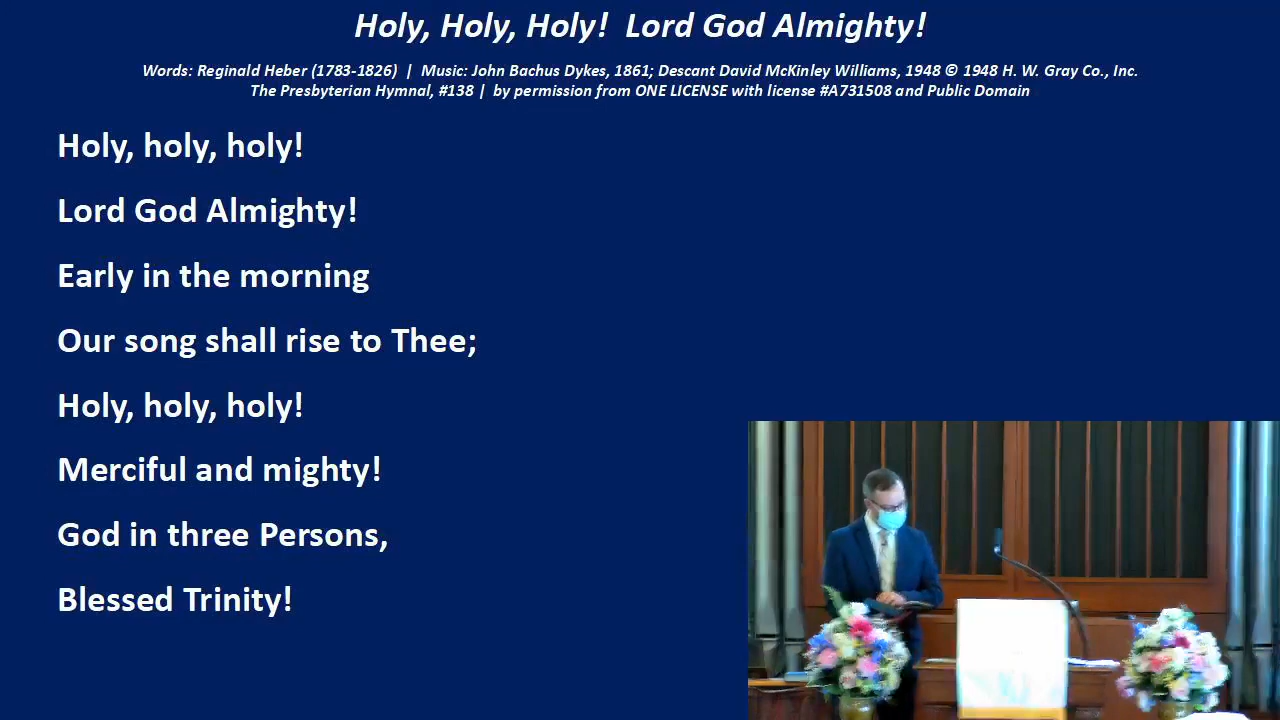 Holy, Holy, Holy! Lord God Almighty!
Words: Reginald Heber (1783-1826) | Music: John Bachus Dykes, 1861; Descant David McKinley Williams, 1948 © 1948 H. W. Gray Co., Inc.
The Presbyterian Hymnal, #138 | by permission from ONE LICENSE with license #A731508 and Public Domain
Holy, holy, holy!
Lord God Almighty!
Early in the morning
Our song shall rise to Thee;
Holy, holy, holy!
Merciful and mighty!
God in three Persons,
Blessed Trinity!